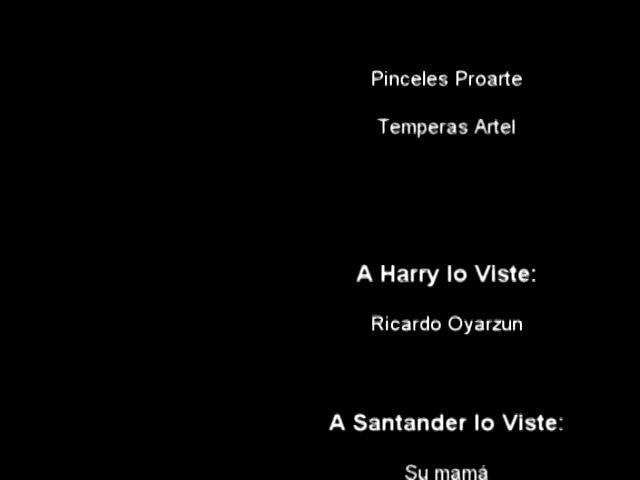 Pinceles Proarte
Temperas Artel
A Harry lo Viste:
Ricardo Oyarzun
A Santander lo Viste:
Su mamá